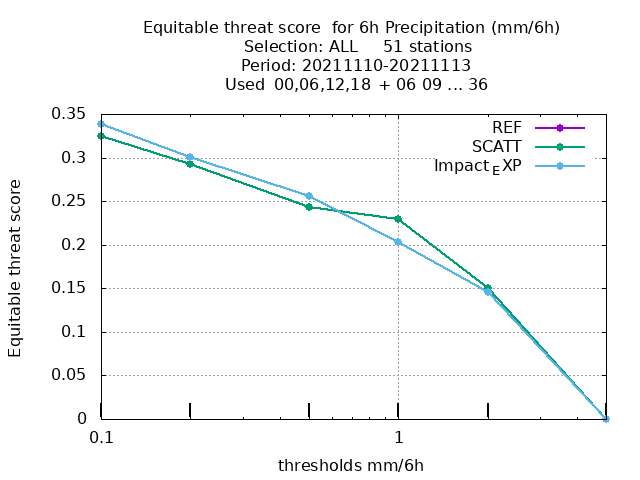 Equitable threat score  for 6h Precipitation (mm/6h)
Selection: ALL     51 stations
Period: 20211110-20211113
Used  00,06,12,18  + 06 09 ... 36
REF
SCATT
Impact_EXP
0.35
0.3
0.25
0.2
0.15
0.1
0.05
0
Equitable threat score
0.1
1
thresholds mm/6h